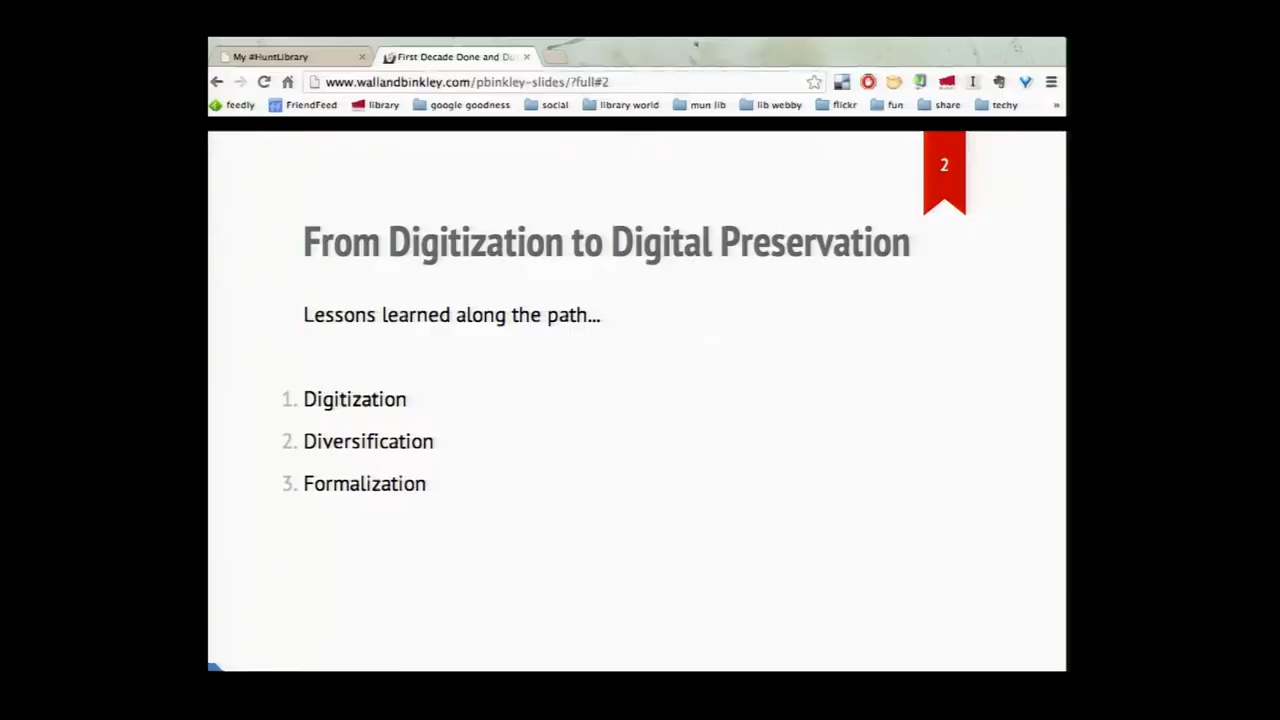 My #HuntLibrary
First Decade Done and
www.wallandbinkley.com/pbinkley-slides/?full#2
feedly FriendFeed library google goodness social library world mun lib lib webby flickr fun share techy »
2
From Digitization to Digital Preservation
Lessons learned along the path...
1. Digitization
2. Diversification
3. Formalization